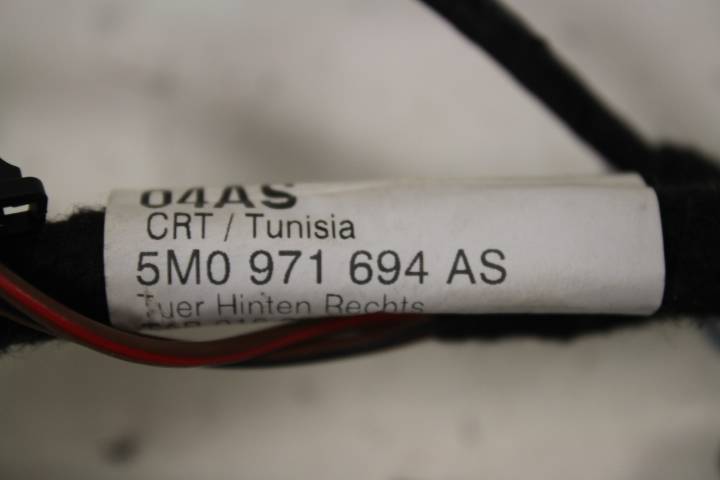 04AS
CRT / Tunisia
5M0 971 694 AS
Tuer Hinten Rechts